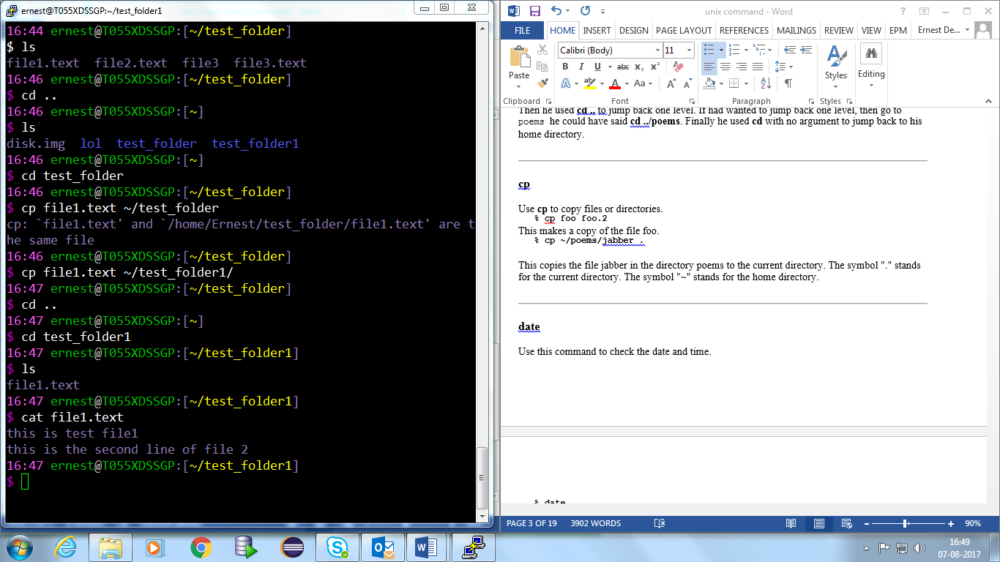 ernest@T055XDSSGP:~/test_folder1
16:44 ernest@T055XDSSGP:[~/test_folder]
$ ls
file1.text  file2.text  file3  file3.text
16:46 ernest@T055XDSSGP:[~/test_folder]
$ cd ..
16:46 ernest@T055XDSSGP:[~]
$ ls
disk.img  lol  test_folder  test_folder1
16:46 ernest@T055XDSSGP:[~]
$ cd test_folder
16:46 ernest@T055XDSSGP:[~/test_folder]
$ cp file1.text ~/test_folder
cp: `file1.text' and `/home/Ernest/test_folder/file1.text' are t
he same file
16:46 ernest@T055XDSSGP:[~/test_folder]
$ cp file1.text ~/test_folder1/
16:47 ernest@T055XDSSGP:[~/test_folder]
$ cd ..
16:47 ernest@T055XDSSGP:[~]
$ cd test_folder1
16:47 ernest@T055XDSSGP:[~/test_folder1]
$ ls
file1.text
16:47 ernest@T055XDSSGP:[~/test_folder1]
$ cat file1.text
this is test file1
this is the second line of file 2
16:47 ernest@T055XDSSGP:[~/test_folder1]
$
unix command - Word
FILE HOME INSERT DESIGN PAGE LAYOUT REFERENCES MAILINGS REVIEW VIEW EPM Ernest De...
Calibri (Body) 11
Paste
B I U abc x₂ x²
A ab A Aa A A
Styles
Editing
Clipboard Font Paragraph Styles
Then he used cd .. to jump back one level. If had wanted to jump back one level, then go to
poems he could have said cd ../poems. Finally he used cd with no argument to jump back to his
home directory.
cp
Use cp to copy files or directories.
% cp foo foo.2
This makes a copy of the file foo.
% cp ~/poems/jabber .
This copies the file jabber in the directory poems to the current directory. The symbol "." stands
for the current directory. The symbol "~" stands for the home directory.
date
Use this command to check the date and time.
% date
PAGE 3 OF 19 3902 WORDS 90%
16:49
07-08-2017